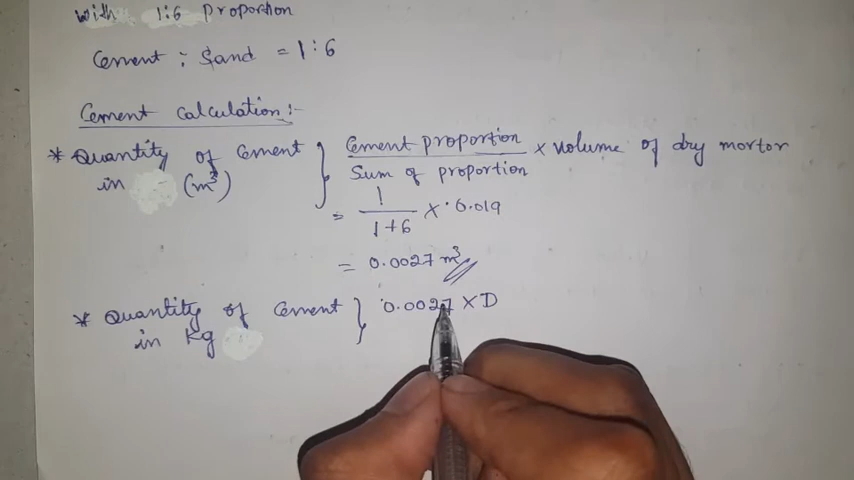 With 1:6 Proportion
Cement : Sand = 1:6
Cement calculation:-
* Quantity of Cement in (m³) } Cement proportion / Sum of proportion × volume of dry mortor
= 1 / 1+6 × 0.019
= 0.0027 m³
* Quantity of Cement in Kg } 0.0027 × D